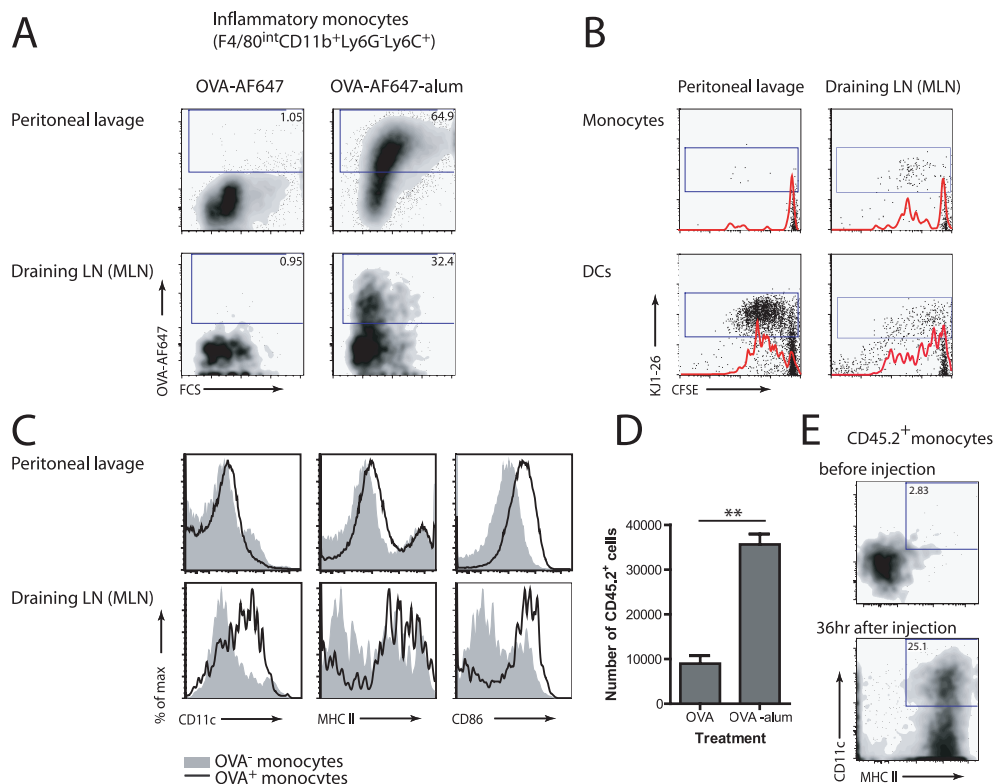 A
Inflammatory monocytes
(F4/80intCD11b+Ly6G-Ly6C+)
OVA-AF647
OVA-AF647-alum
Peritoneal lavage
1.05
64.9
Draining LN (MLN)
0.95
32.4
OVA-AF647
FCS
B
Peritoneal lavage
Draining LN (MLN)
Monocytes
DCs
KJ1-26
CFSE
C
Peritoneal lavage
Draining LN (MLN)
% of max
CD11c
MHC II
CD86
OVA- monocytes
OVA+ monocytes
D
**
40000
30000
20000
10000
0
Number of CD45.2+ cells
OVA
OVA-alum
Treatment
E
CD45.2+ monocytes
before injection
2.83
36hr after injection
25.1
CD11c
MHC II